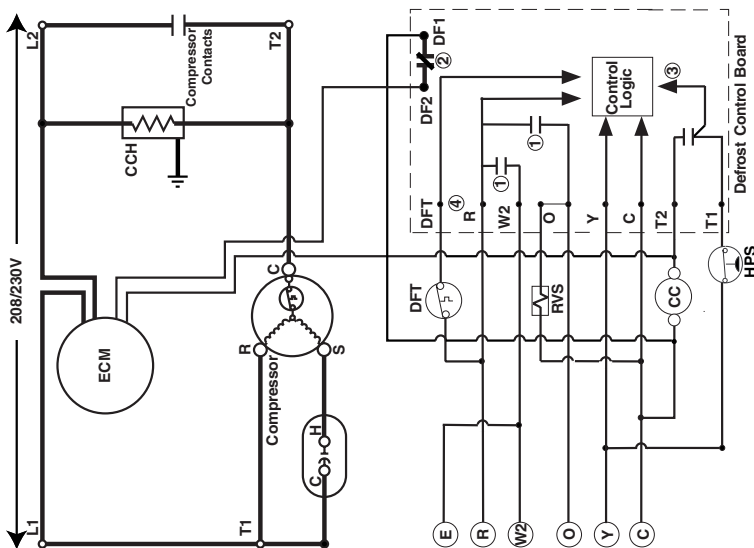 208/230V
L1
L2
ECM
CCH
Compressor
Contacts
T1
R
C
T2
Compressor
S
C
H
DF2
DF1
2
E
DFT
DFT
4
R
R
W2
1
W2
1
O
RVS
O
Y
Y
Control
Logic
C
C
3
CC
T2
HPS
T1
Defrost Control Board